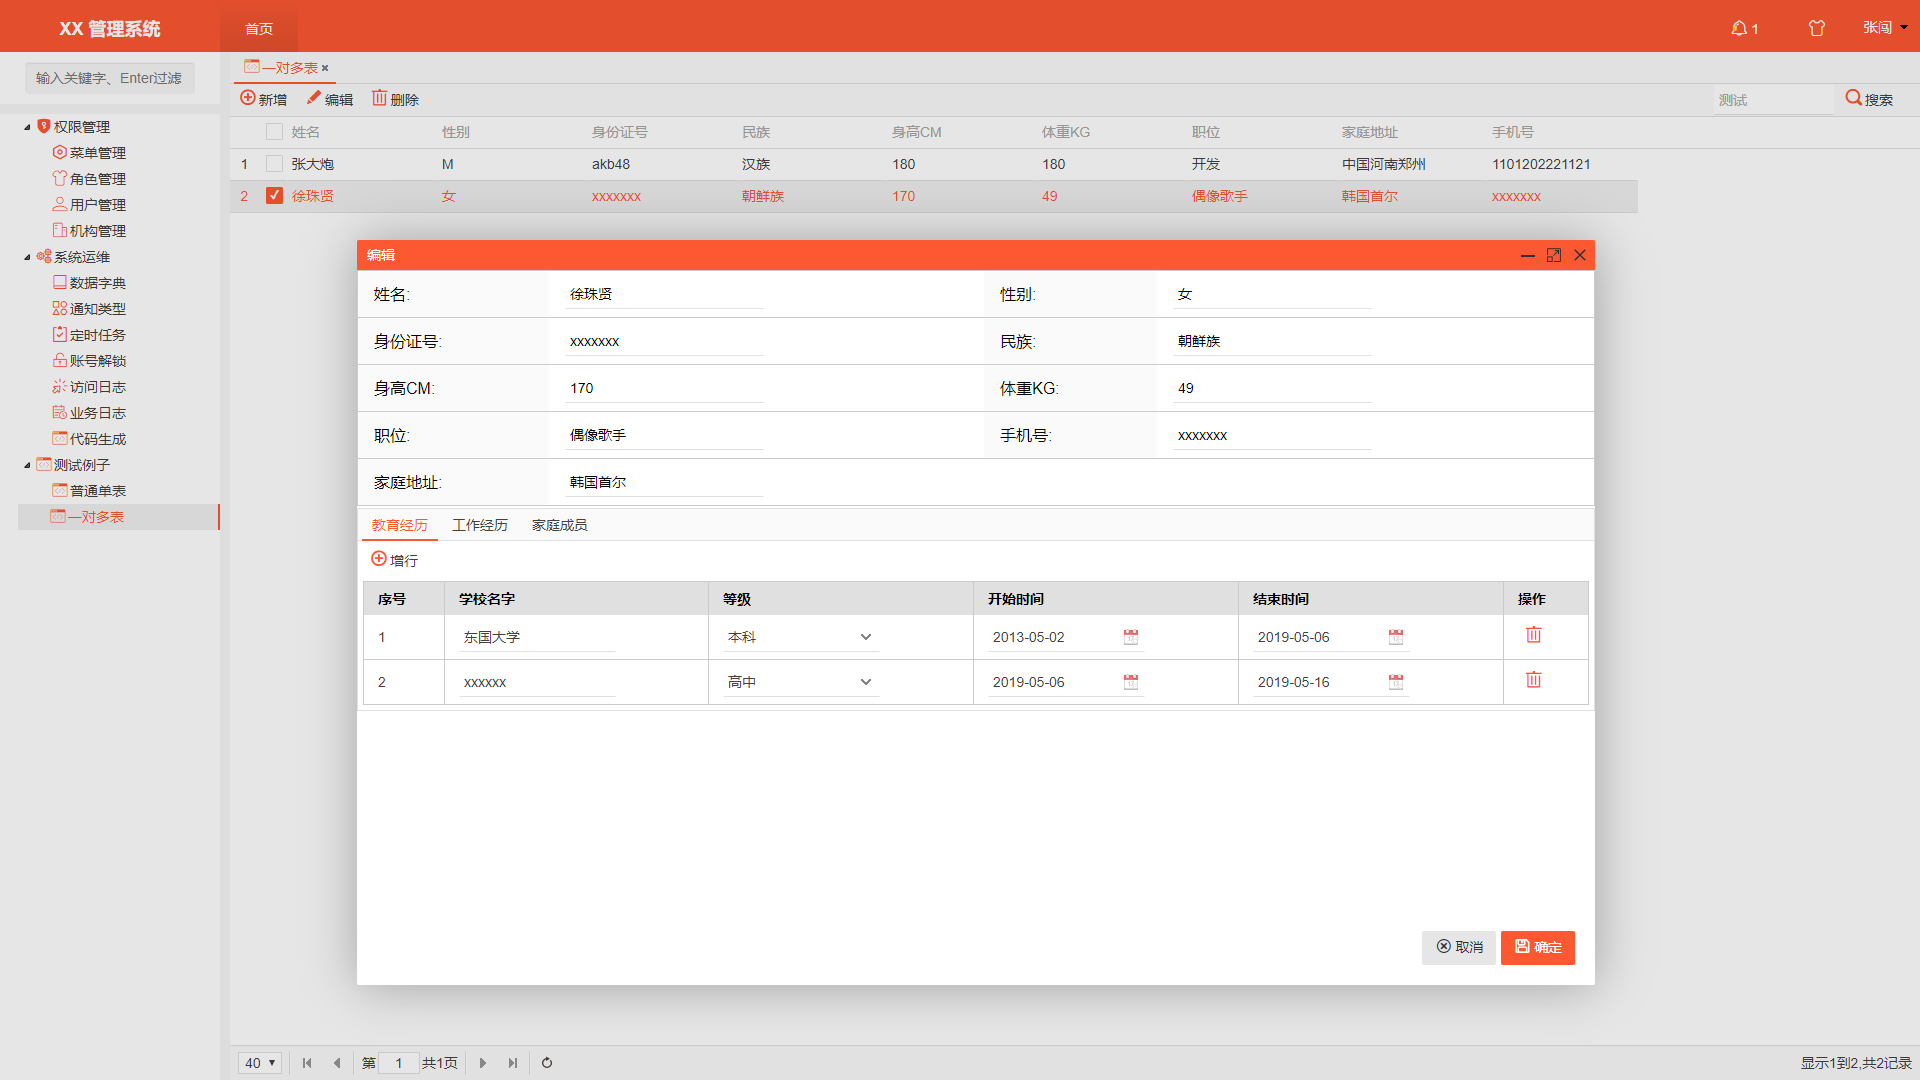 XX 管理系统
首页
1
张闯
输入关键字、Enter过滤
权限管理
菜单管理
角色管理
用户管理
机构管理
系统运维
数据字典
通知类型
定时任务
账号解锁
访问日志
业务日志
代码生成
测试例子
普通单表
一对多表
一对多表
新增 编辑 删除
测试 搜索
姓名 性别 身份证号 民族 身高CM 体重KG 职位 家庭地址 手机号
1 张大炮 M akb48 汉族 180 180 开发 中国河南郑州 1101202221121
2 徐珠贤 女 xxxxxxx 朝鲜族 170 49 偶像歌手 韩国首尔 xxxxxxx
编辑
姓名: 徐珠贤 性别: 女
身份证号: xxxxxxx 民族: 朝鲜族
身高CM: 170 体重KG: 49
职位: 偶像歌手 手机号: xxxxxxx
家庭地址: 韩国首尔
教育经历 工作经历 家庭成员
增行
序号 学校名字 等级 开始时间 结束时间 操作
1 东国大学 本科 2013-05-02 2019-05-06
2 xxxxxx 高中 2019-05-06 2019-05-16
取消 确定
40 第 1 共1页
显示1到2,共2记录